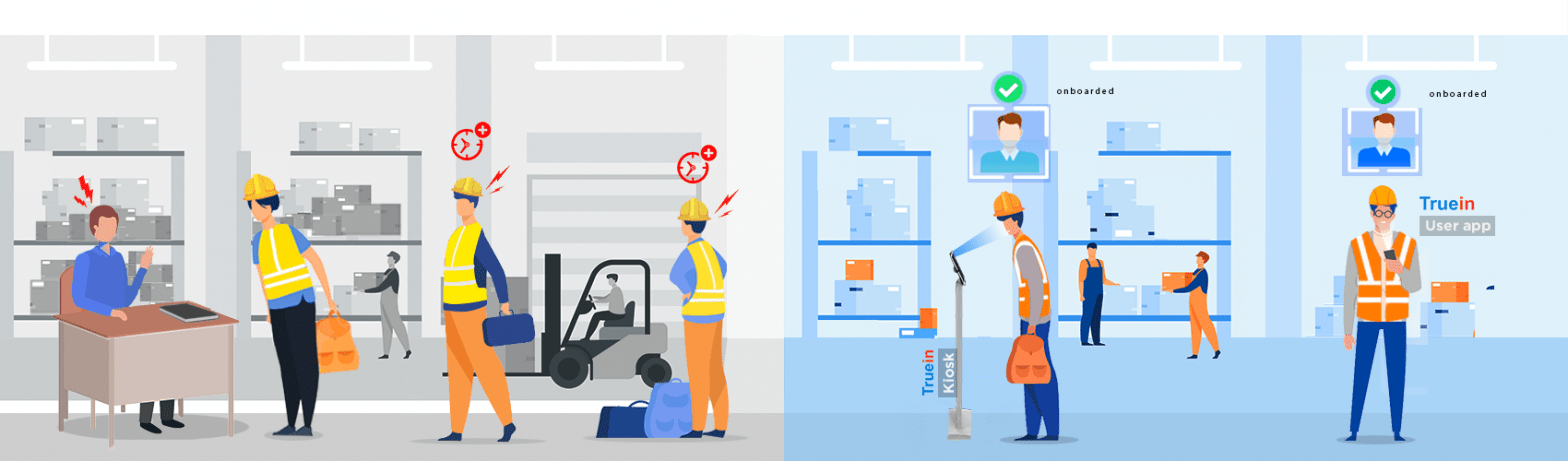 onboarded
onboarded
Truein
User app
Truein
Kiosk